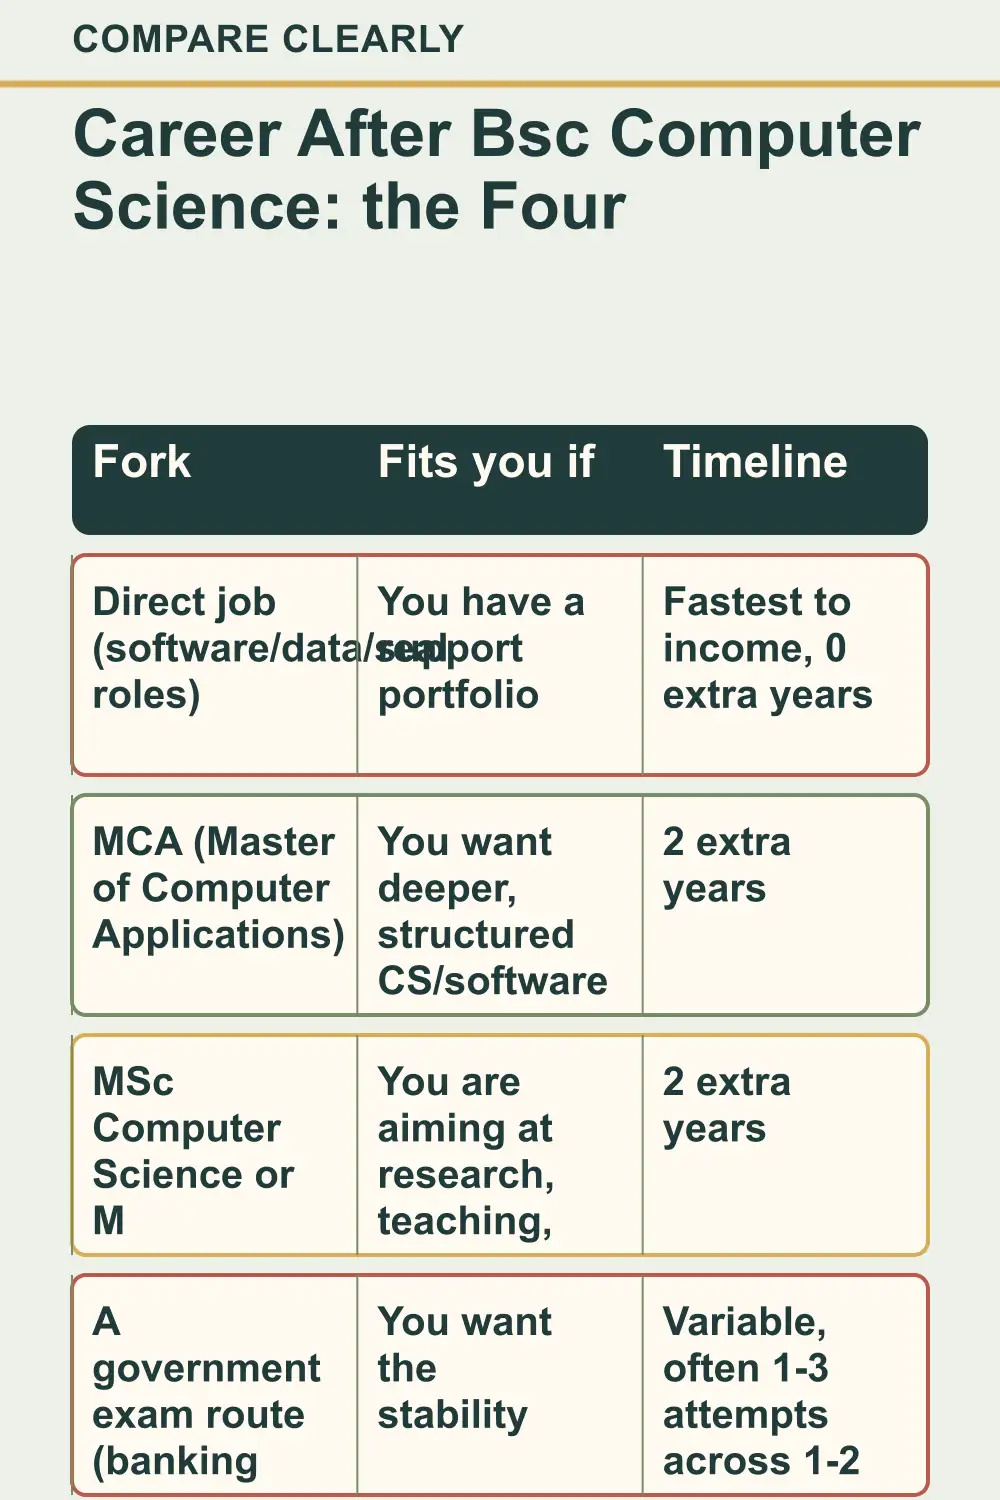 COMPARE CLEARLY
Career After Bsc Computer
Science: the Four
Fork
Fits you if
Timeline
Direct job
(software/data/support
roles)
You have a
real
portfolio
Fastest to
income, 0
extra years
MCA (Master
of Computer
Applications)
You want
deeper,
structured
CS/software
2 extra
years
MSc
Computer
Science or
M
You are
aiming at
research,
teaching,
2 extra
years
A
government
exam route
(banking
You want
the
stability
Variable,
often 1-3
attempts
across 1-2